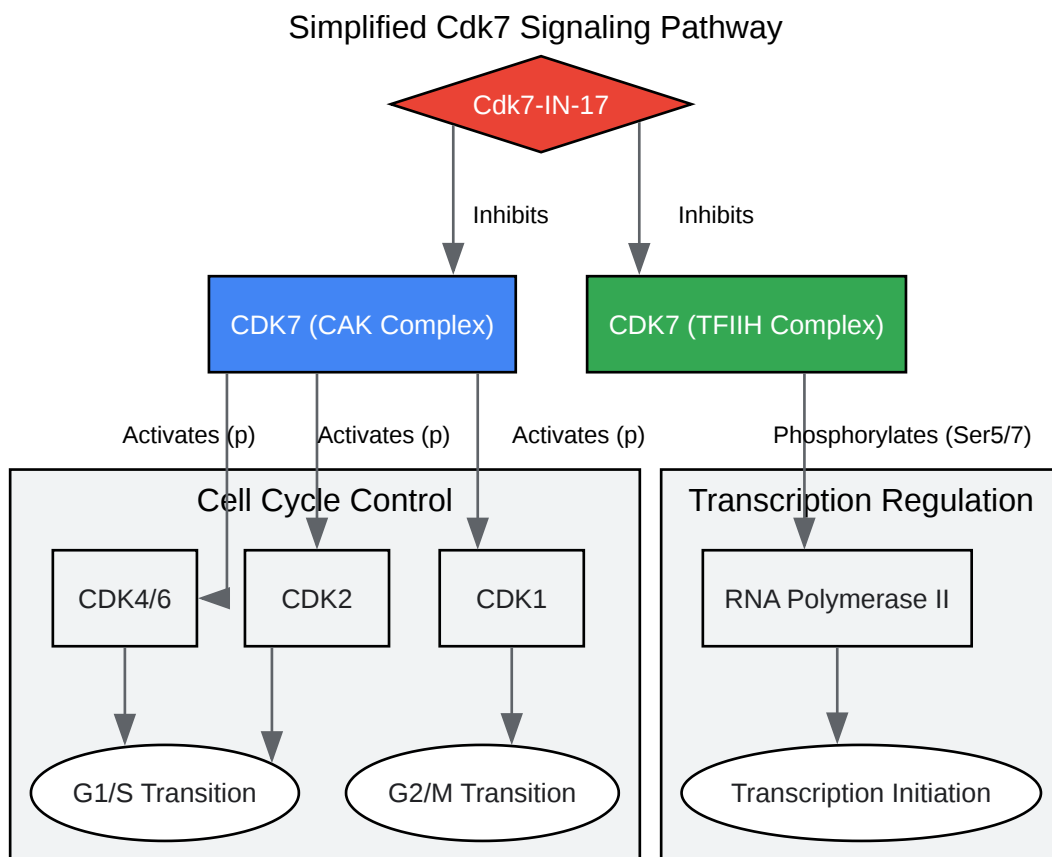 Simplified Cdk7 Signaling Pathway
Cdk7-IN-17
Inhibits
Inhibits
CDK7 (CAK Complex)
CDK7 (TFIIH Complex)
Activates (p)
Activates (p)
Activates (p)
Phosphorylates (Ser5/7)
Cell Cycle Control
Transcription Regulation
CDK4/6
CDK2
CDK1
RNA Polymerase II
G1/S Transition
G2/M Transition
Transcription Initiation